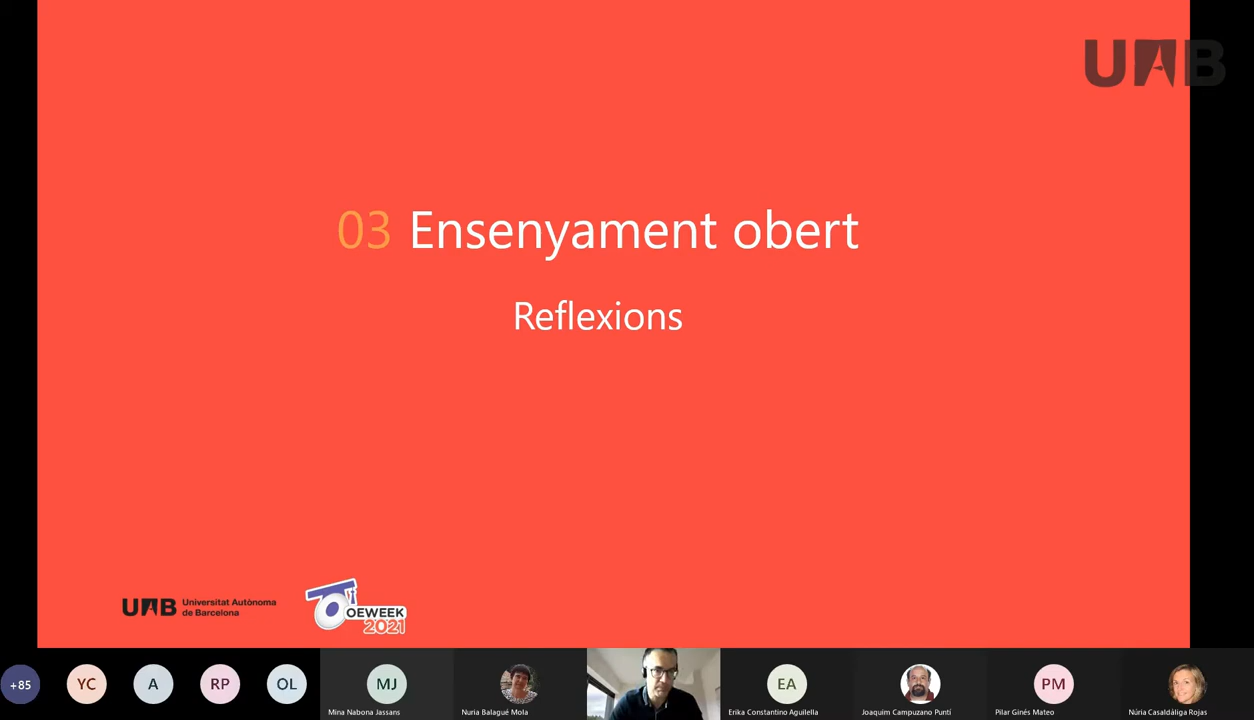 UAB
03 Ensenyament obert
Reflexions
UAB Universitat Autònoma
de Barcelona
OEWEEK
2021
+85
YC
A
RP
OL
MJ
EA
PM
Mina Nabona Jassans
Nuria Balagué Mola
Erika Constantino Aguilella
Joaquim Campuzano Puntí
Pilar Ginés Mateo
Núria Casaldáliga Rojas